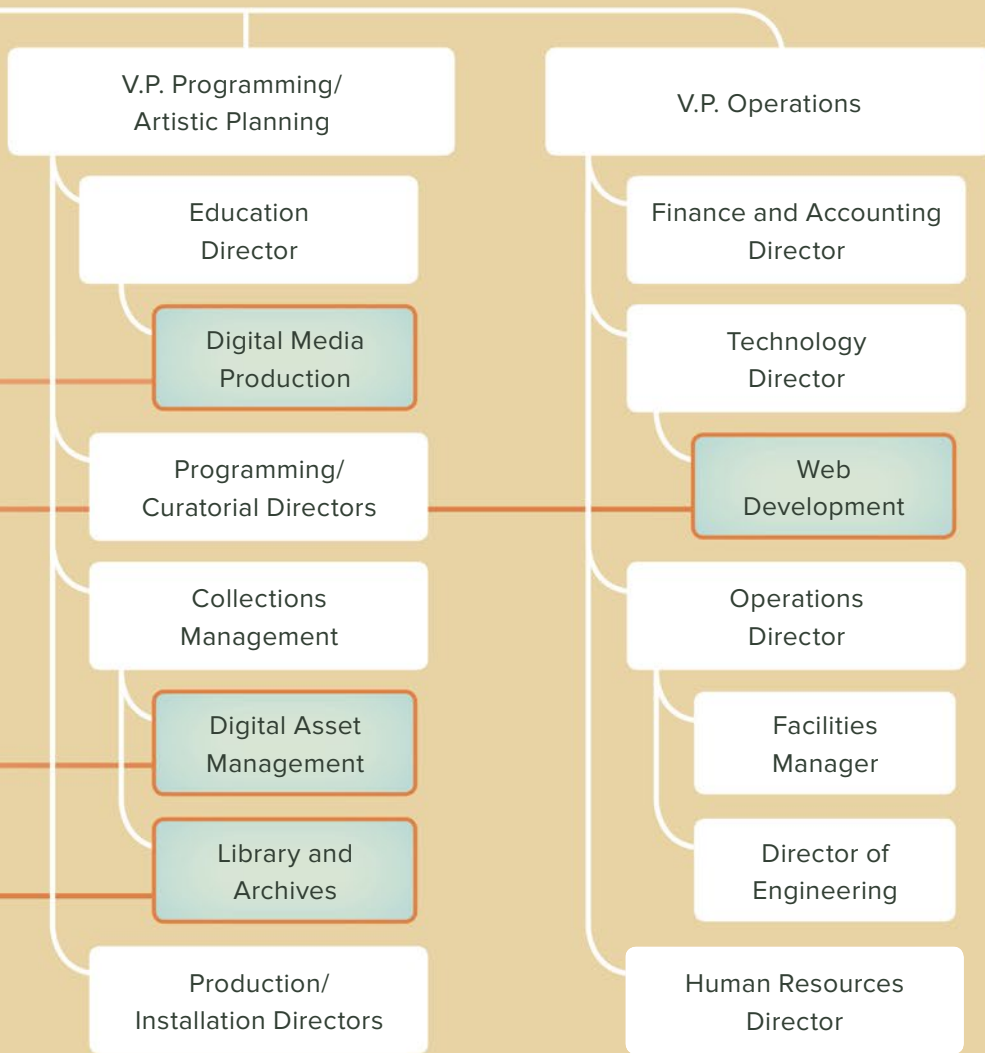 V.P. Programming/
Artistic Planning
Education
Director
Digital Media
Production
Programming/
Curatorial Directors
Collections
Management
Digital Asset
Management
Library and
Archives
Production/
Installation Directors
V.P. Operations
Finance and Accounting
Director
Technology
Director
Web
Development
Operations
Director
Facilities
Manager
Director of
Engineering
Human Resources
Director